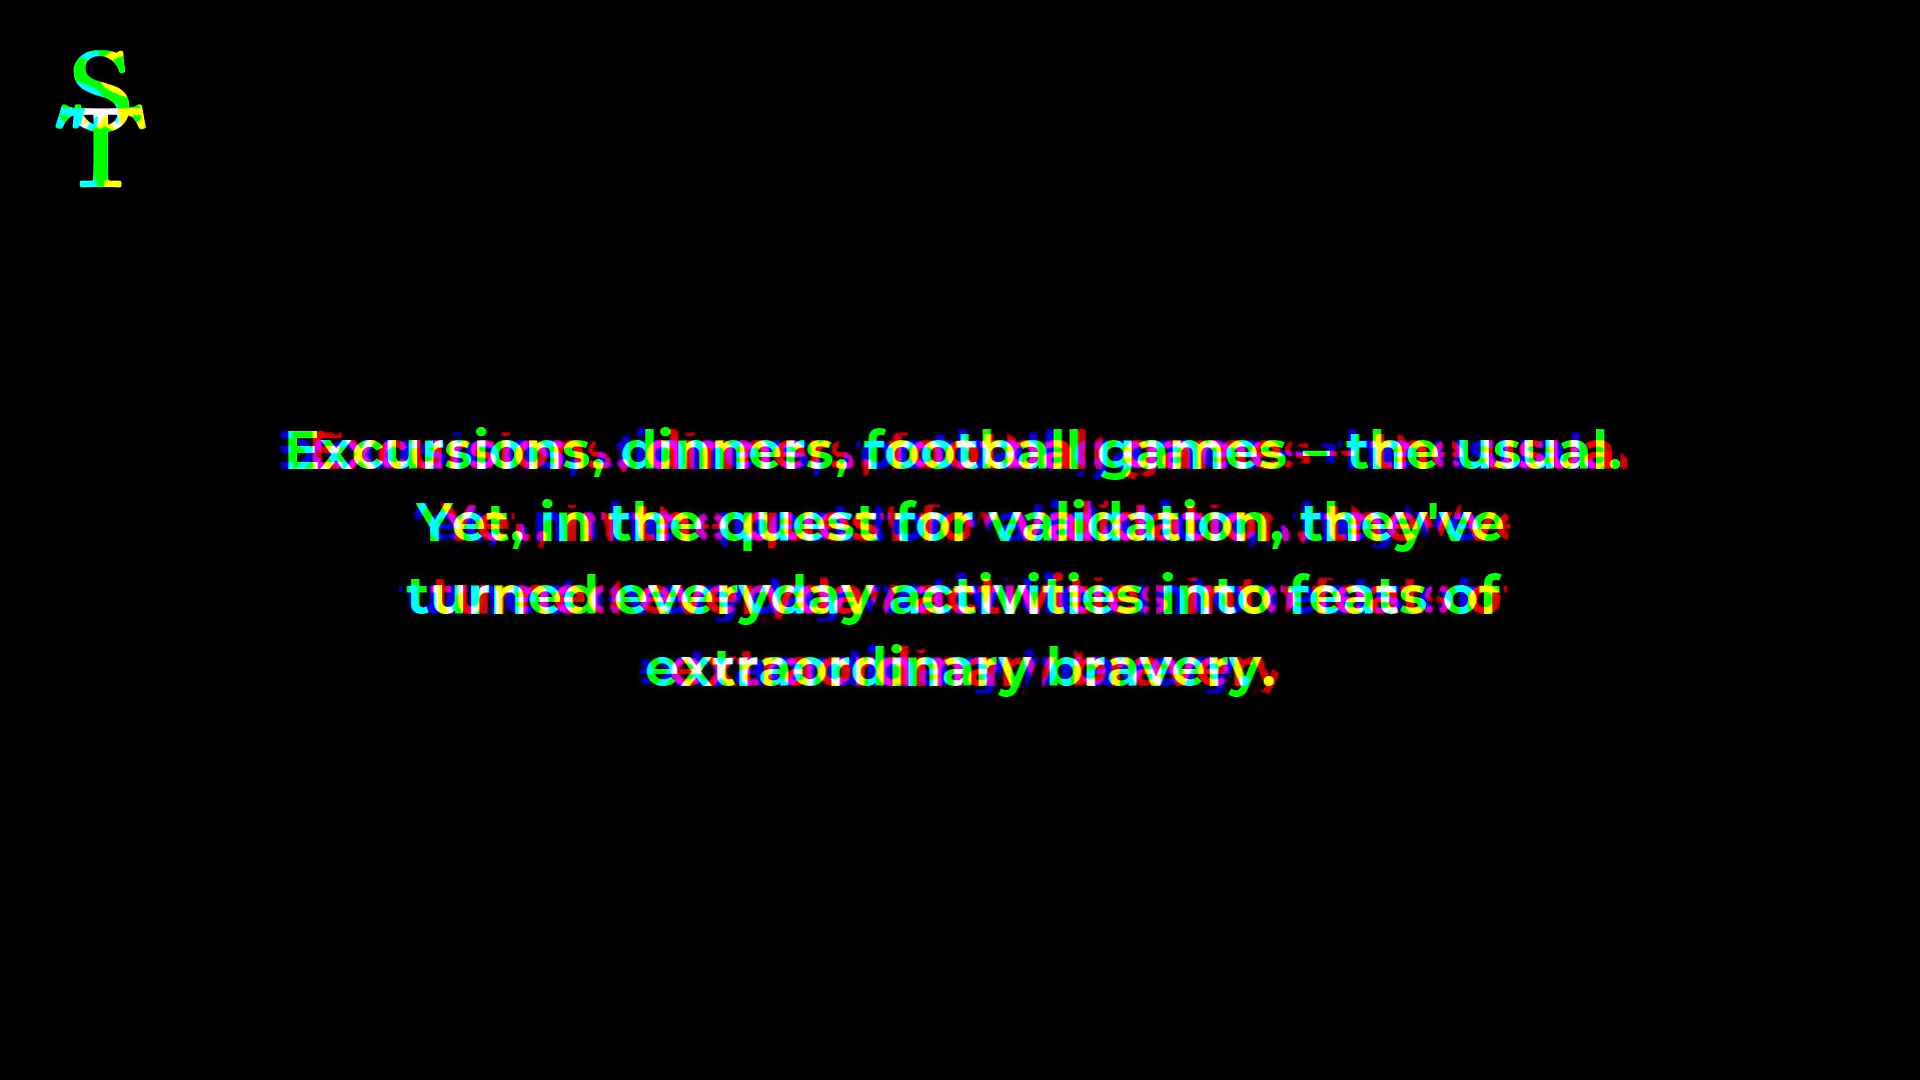 ST
Excursions, dinners, football games – the usual.
Yet, in the quest for validation, they've
turned everyday activities into feats of
extraordinary bravery.